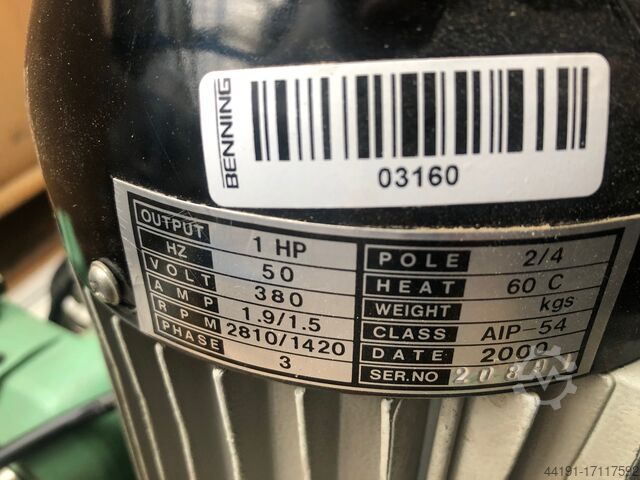 BENNING
03160
OUTPUT 1 HP
HZ 50
VOLT 380
AMP 1.9/1.5
RPM 2810/1420
PHASE 3
POLE 2/4
HEAT 60 C
WEIGHT kgs
CLASS AIP-54
DATE 2000
SER.NO
44191-17117592